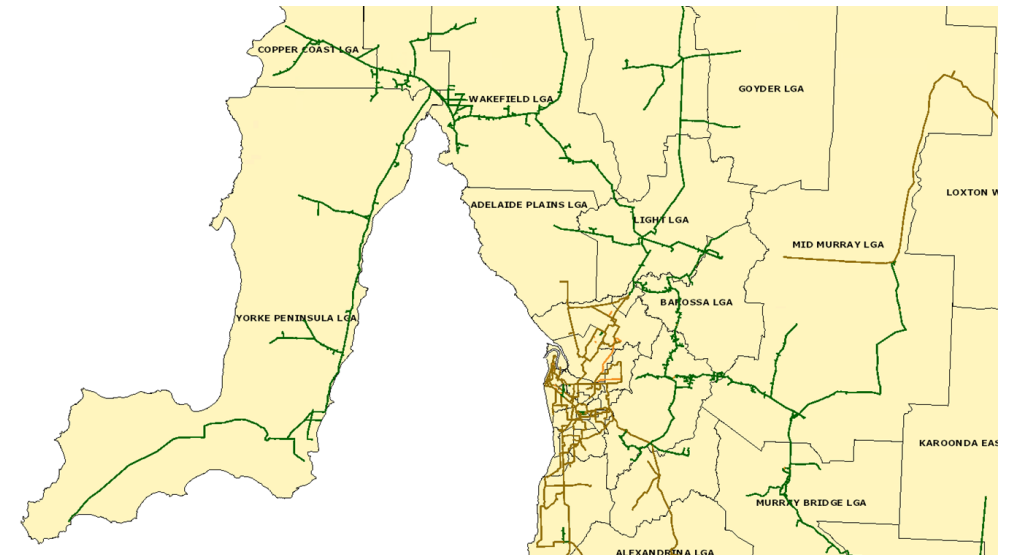 COPPER COAST LGA
WAKEFIELD LGA
GOYDER LGA
LOXTON W
ADELAIDE PLAINS LGA
LIGHT LGA
MID MURRAY LGA
BAROSSA LGA
YORKE PENINSULA LGA
KAROONDA EAS
MURRAY BRIDGE LGA
ALEXANDRINA LGA